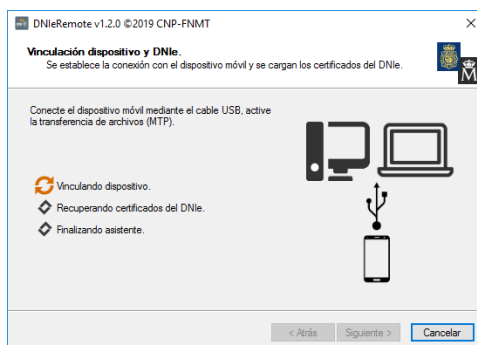 DNIeRemote v1.2.0 ©2019 CNP-FNMT
Vinculación dispositivo y DNIe.
Se establece la conexión con el dispositivo móvil y se cargan los certificados del DNIe.
M
Conecte el dispositivo móvil mediante el cable USB, active
la transferencia de archivos (MTP).
Vinculando dispositivo.
Recuperando certificados del DNIe.
Finalizando asistente.
< Atrás Siguiente > Cancelar